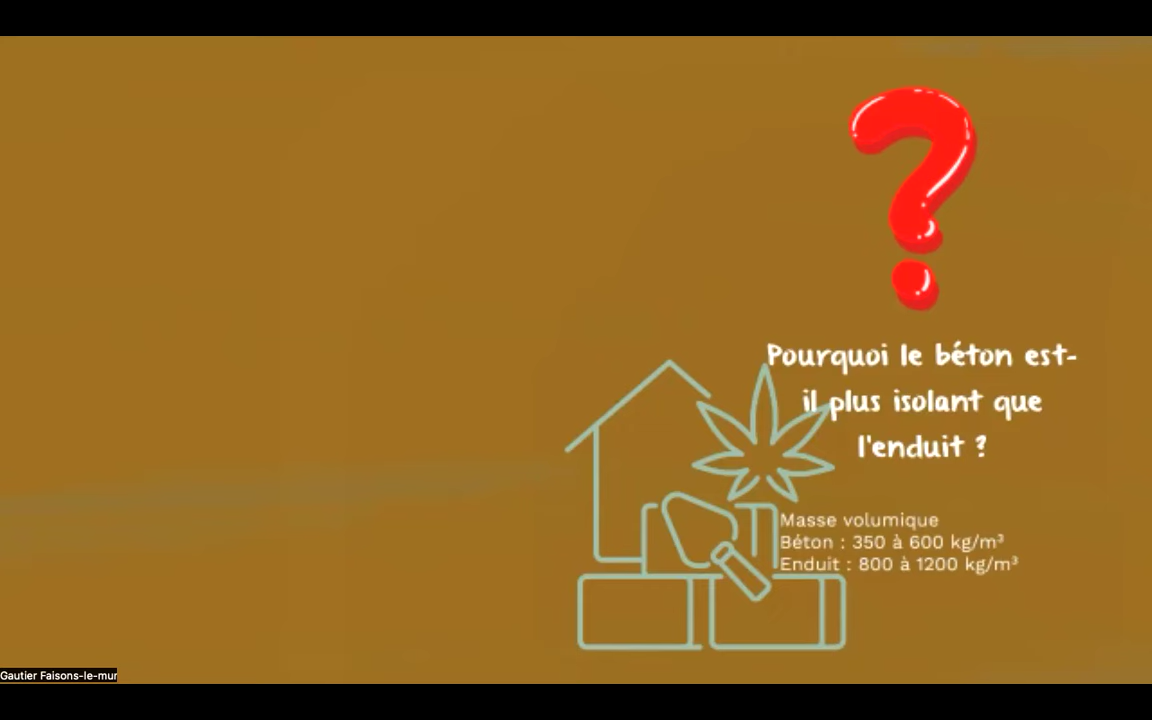 Pourquoi le béton est-
il plus isolant que
l'enduit ?
Masse volumique
Béton : 350 à 600 kg/m³
Enduit : 800 à 1200 kg/m³
Gautier Faisons-le-mur